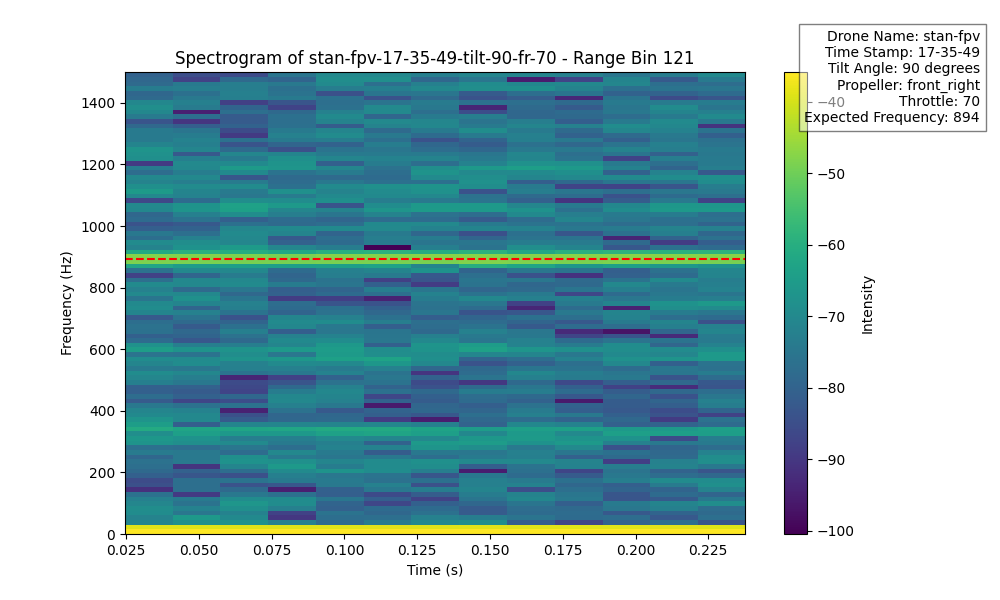 Spectrogram of stan-fpv-17-35-49-tilt-90-fr-70 - Range Bin 121
Drone Name: stan-fpv
Time Stamp: 17-35-49
Tilt Angle: 90 degrees
Propeller: front_right
Throttle: 70
Expected Frequency: 894
Frequency (Hz)
1400
1200
1000
800
600
400
200
0
0.025
0.050
0.075
0.100
0.125
0.150
0.175
0.200
0.225
Time (s)
−40
−50
−60
−70
−80
−90
−100
Intensity